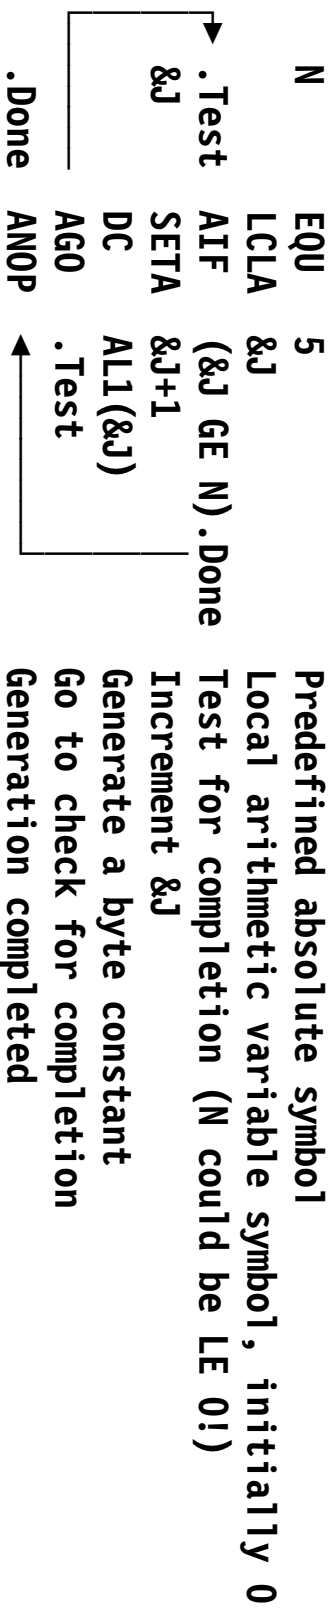 N EQU 5 Predefined absolute symbol
LCLA &J Local arithmetic variable symbol, initially 0
.Test AIF (&J GE N).Done Test for completion (N could be LE 0!)
&J SETA &J+1 Increment &J
DC AL1(&J) Generate a byte constant
AGO .Test Go to check for completion
.Done ANOP Generation completed